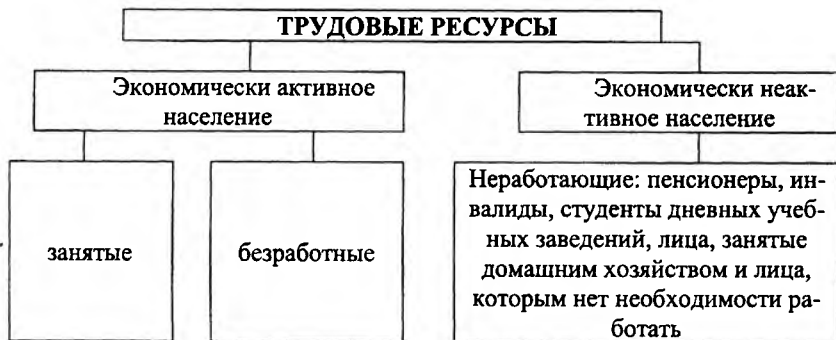 ТРУДОВЫЕ РЕСУРСЫ
Экономически активное
население
Экономически неак-
тивное население
занятые
безработные
Неработающие: пенсионеры, ин-
валиды, студенты дневных учеб-
ных заведений, лица, занятые
домашним хозяйством и лица,
которым нет необходимости ра-
ботать